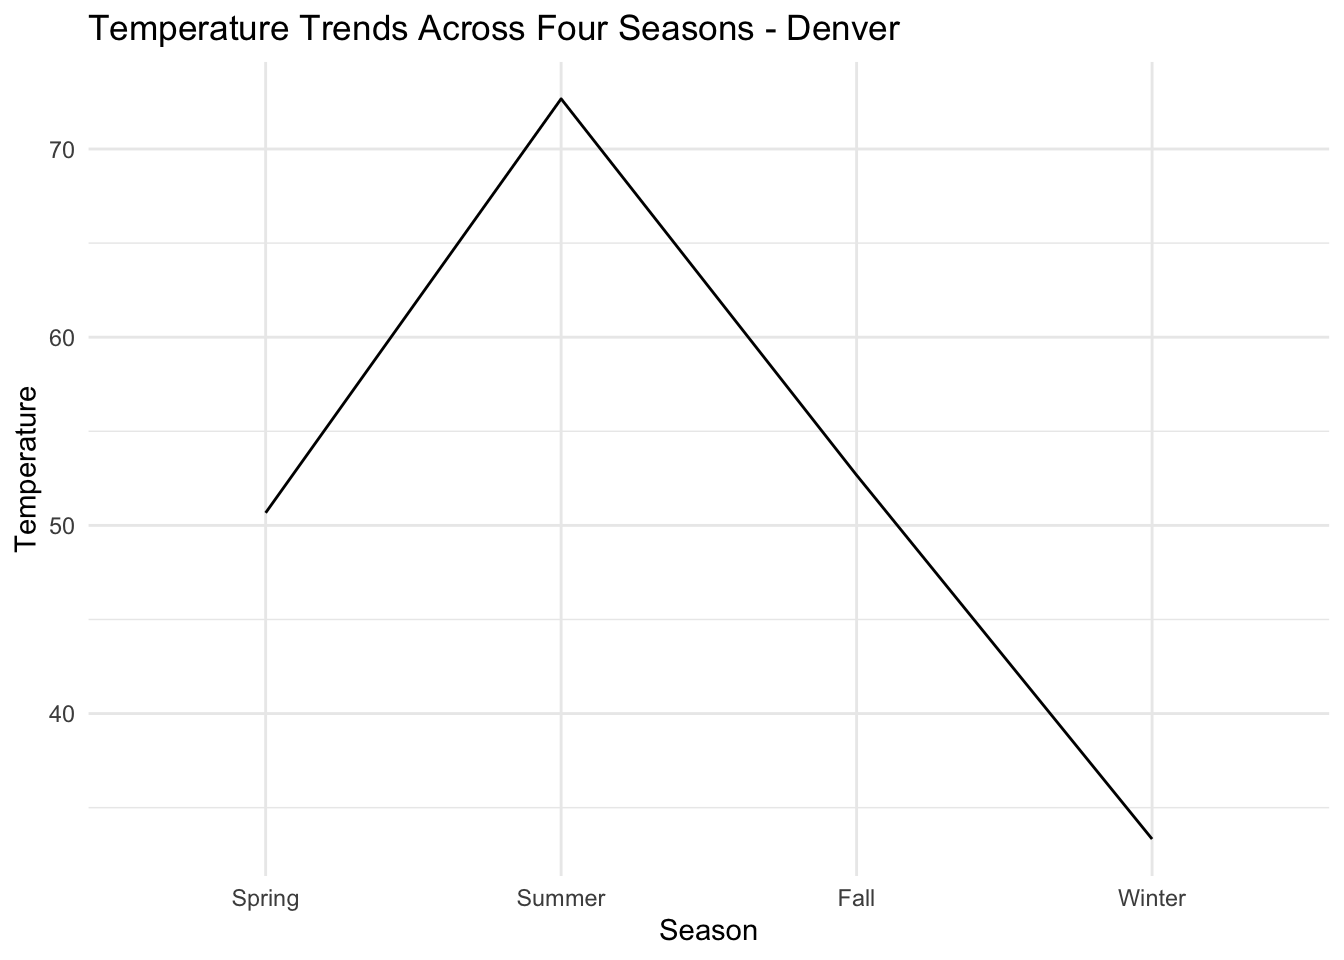 Temperature Trends Across Four Seasons - Denver
Temperature
70
60
50
40
Spring Summer Fall Winter
Season